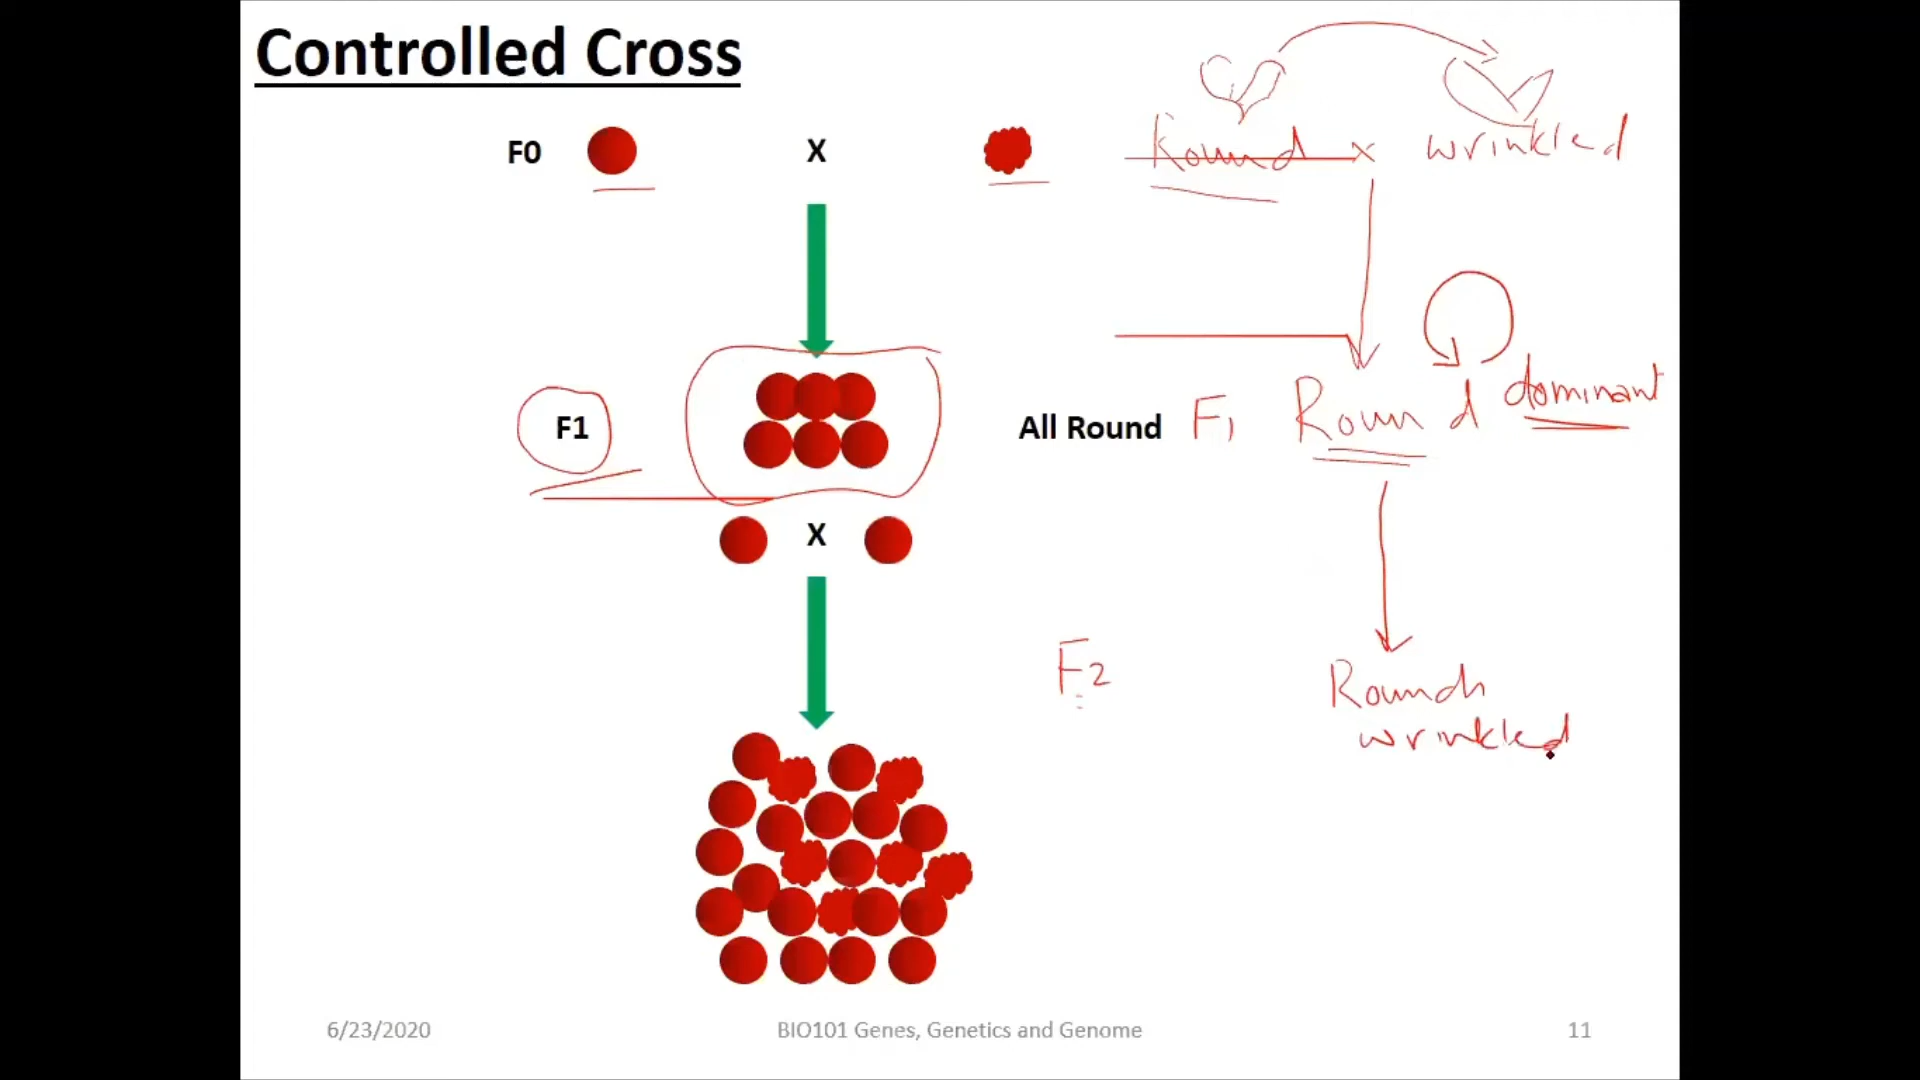 Controlled Cross
F0 X Round x wrinkled
F1 All Round F1 Round dominant
X
F2 Round
wrinkled
6/23/2020 BIO101 Genes, Genetics and Genome 11